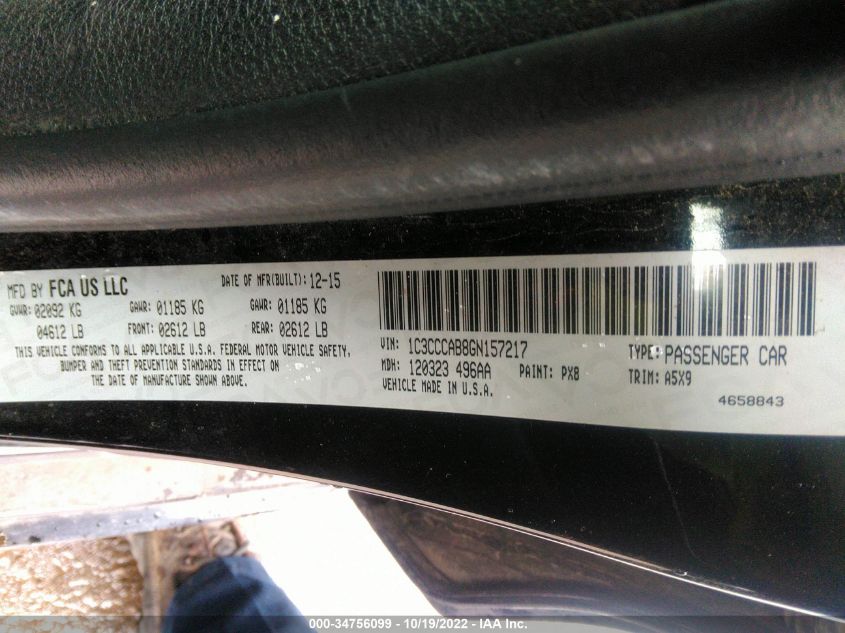 MFD BY FCA US LLC
DATE OF MFR(BUILT): 12-15
GVWR: 02092 KG
GAWR: 01185 KG
GAWR: 01185 KG
04612 LB
FRONT: 02612 LB
REAR: 02612 LB
THIS VEHICLE CONFORMS TO ALL APPLICABLE U.S.A. FEDERAL MOTOR VEHICLE SAFETY,
BUMPER AND THEFT PREVENTION STANDARDS IN EFFECT ON
THE DATE OF MANUFACTURE SHOWN ABOVE.
VIN: 1C3CCCAB8GN157217
TYPE: PASSENGER CAR
MDH: 120323 496AA
PAINT: PX8
TRIM: A5X9
VEHICLE MADE IN U.S.A.
4658843
000-34756099 - 10/19/2022 - IAA Inc.